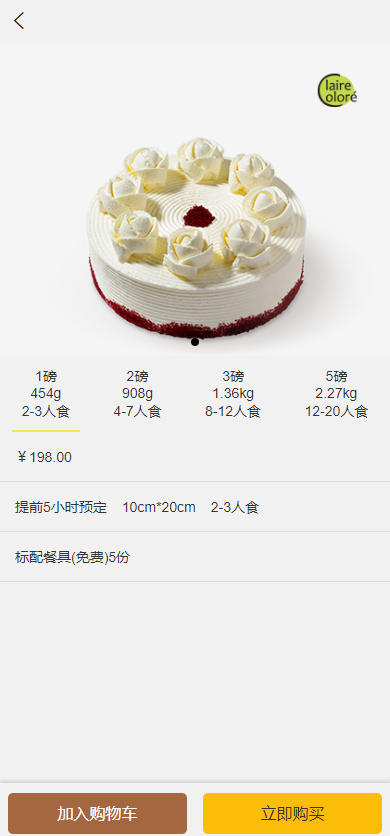 laire
oloré
1磅 2磅 3磅 5磅
454g 908g 1.36kg 2.27kg
2-3人食 4-7人食 8-12人食 12-20人食
￥198.00
提前5小时预定 10cm*20cm 2-3人食
标配餐具(免费)5份
加入购物车 立即购买